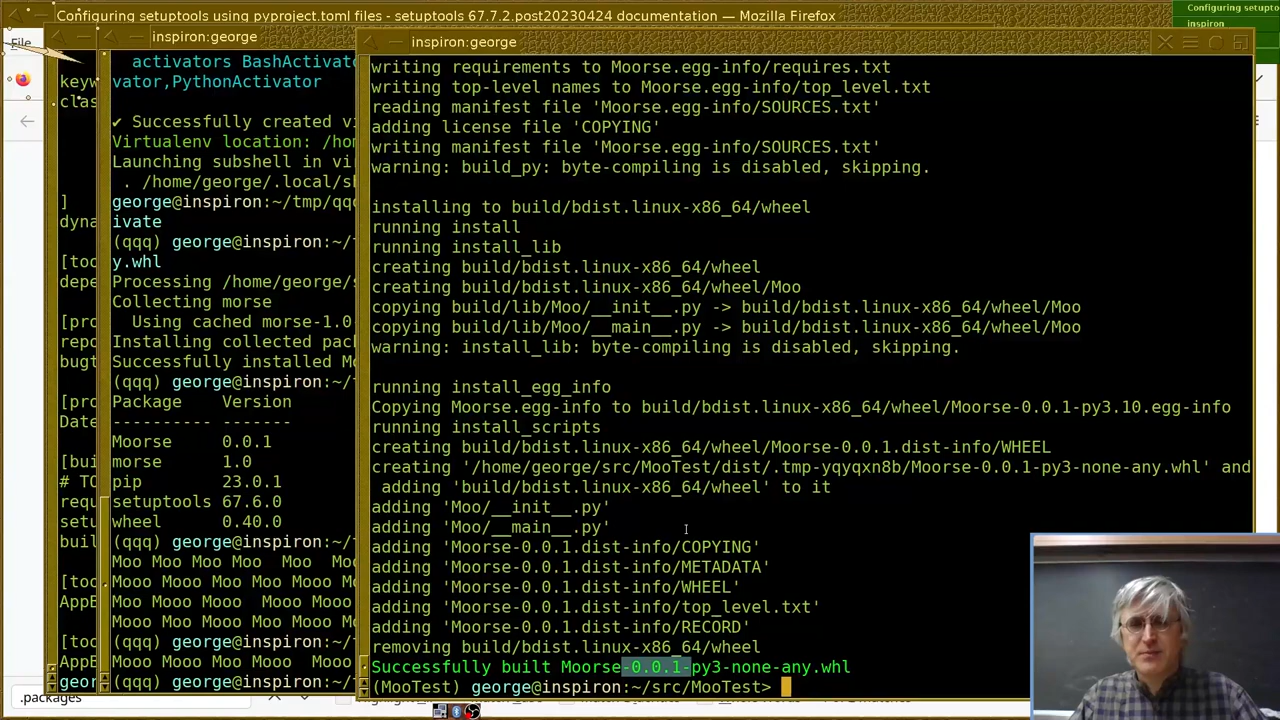 Configuring setuptools using pyproject.toml files - setuptools 67.7.2.post20230424 documentation — Mozilla Firefox
Configuring setupto
inspiron
File
inspiron:george
inspiron:george
keyw
clas
]
dyna
[too
depe
[pro
repo
bugt
[pro
Date
[bui
# TO
requ
setu
buil
[too
AppB
[too
AppB
geor
activators BashActivat
vator,PythonActivator
✔ Successfully created vi
Virtualenv location: /hom
Launching subshell in vir
. /home/george/.local/sh
george@inspiron:~/tmp/qqq
ivate
(qqq) george@inspiron:~/t
y.whl
Processing /home/george/s
Collecting morse
Using cached morse-1.0
Installing collected pack
Successfully installed Mo
(qqq) george@inspiron:~/t
Package    Version
---------- -------
Moorse     0.0.1
morse      1.0
pip        23.0.1
setuptools 67.6.0
wheel      0.40.0
(qqq) george@inspiron:~/t
Moo Moo Moo Moo  Moo  Moo
Mooo Mooo Mooo  Mooo Mooo
Moo Mooo Mooo  Mooo Mooo
Mooo Mooo Mooo  Mooo Mooo
(qqq) george@inspiron:~/t
(qqq) george@inspiron:~/t
writing requirements to Moorse.egg-info/requires.txt
writing top-level names to Moorse.egg-info/top_level.txt
reading manifest file 'Moorse.egg-info/SOURCES.txt'
adding license file 'COPYING'
writing manifest file 'Moorse.egg-info/SOURCES.txt'
warning: build_py: byte-compiling is disabled, skipping.
installing to build/bdist.linux-x86_64/wheel
running install
running install_lib
creating build/bdist.linux-x86_64/wheel
creating build/bdist.linux-x86_64/wheel/Moo
copying build/lib/Moo/__init__.py -> build/bdist.linux-x86_64/wheel/Moo
copying build/lib/Moo/__main__.py -> build/bdist.linux-x86_64/wheel/Moo
warning: install_lib: byte-compiling is disabled, skipping.
running install_egg_info
Copying Moorse.egg-info to build/bdist.linux-x86_64/wheel/Moorse-0.0.1-py3.10.egg-info
running install_scripts
creating build/bdist.linux-x86_64/wheel/Moorse-0.0.1.dist-info/WHEEL
creating '/home/george/src/MooTest/dist/.tmp-yqyqxn8b/Moorse-0.0.1-py3-none-any.whl' and
adding 'build/bdist.linux-x86_64/wheel' to it
adding 'Moo/__init__.py'
adding 'Moo/__main__.py'
adding 'Moorse-0.0.1.dist-info/COPYING'
adding 'Moorse-0.0.1.dist-info/METADATA'
adding 'Moorse-0.0.1.dist-info/WHEEL'
adding 'Moorse-0.0.1.dist-info/top_level.txt'
adding 'Moorse-0.0.1.dist-info/RECORD'
removing build/bdist.linux-x86_64/wheel
Successfully built Moorse-0.0.1-py3-none-any.whl
(MooTest) george@inspiron:~/src/MooTest>
.packages